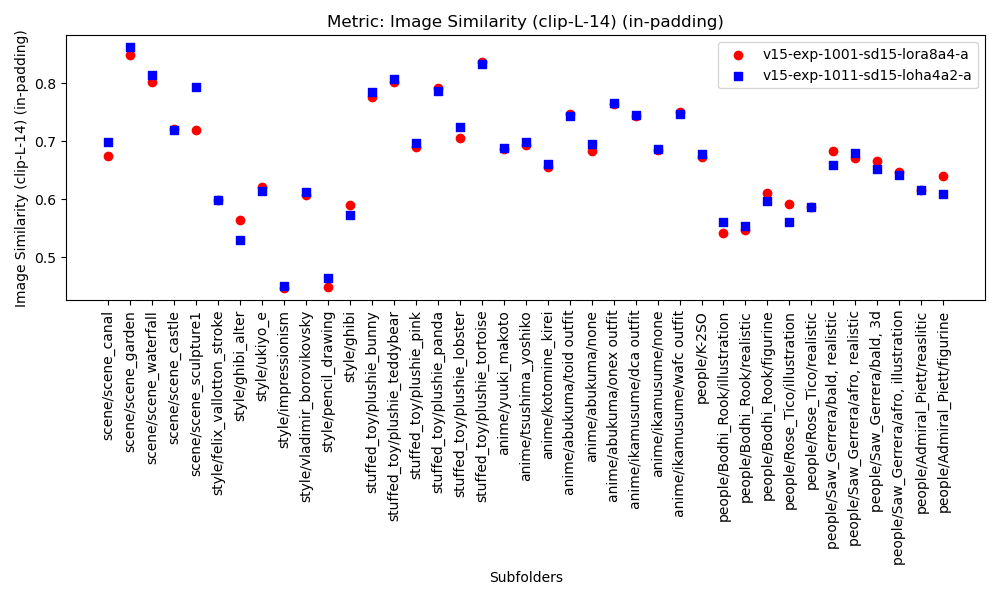 Metric: Image Similarity (clip-L-14) (in-padding)
v15-exp-1001-sd15-lora8a4-a
v15-exp-1011-sd15-loha4a2-a
Image Similarity (clip-L-14) (in-padding)
0.8
0.7
0.6
0.5
scene/scene_canal
scene/scene_garden
scene/scene_waterfall
scene/scene_castle
scene/scene_sculpture1
style/felix_vallotton_stroke
style/ghibi_alter
style/ukiyo_e
style/impressionism
style/vladimir_borovikovsky
style/pencil_drawing
style/ghibi
stuffed_toy/plushie_bunny
stuffed_toy/plushie_teddybear
stuffed_toy/plushie_pink
stuffed_toy/plushie_panda
stuffed_toy/plushie_lobster
stuffed_toy/plushie_tortoise
anime/yuuki_makoto
anime/tsushima_yoshiko
anime/kotomine_kirei
anime/abukuma/toid outfit
anime/abukuma/none
anime/abukuma/onex outfit
anime/ikamusume/dca outfit
anime/ikamusume/none
anime/ikamusume/wafc outfit
people/K-2SO
people/Bodhi_Rook/illustration
people/Bodhi_Rook/realistic
people/Bodhi_Rook/figurine
people/Rose_Tico/illustration
people/Rose_Tico/realistic
people/Saw_Gerrera/bald, realistic
people/Saw_Gerrera/afro, realistic
people/Saw_Gerrera/bald, 3d
people/Saw_Gerrera/afro, illustration
people/Admiral_Piett/reaslitic
people/Admiral_Piett/figurine
Subfolders